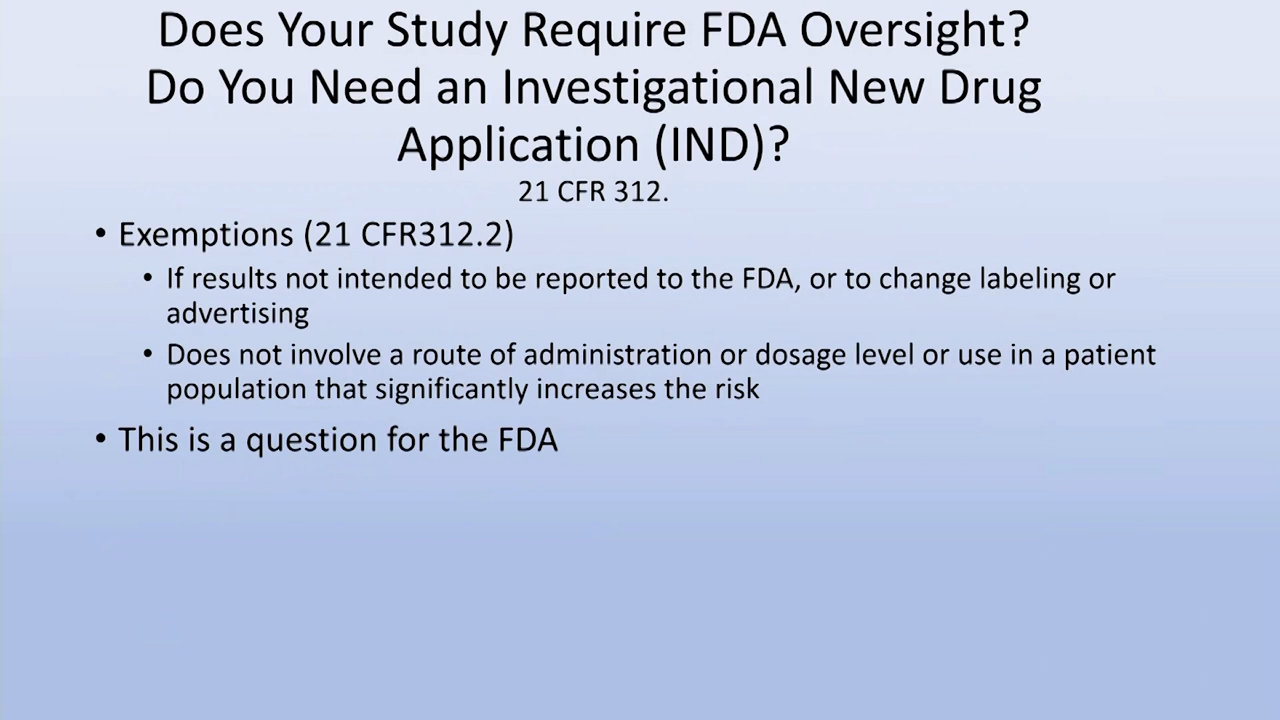 Does Your Study Require FDA Oversight?
Do You Need an Investigational New Drug
Application (IND)?
21 CFR 312.
• Exemptions (21 CFR312.2)
• If results not intended to be reported to the FDA, or to change labeling or
advertising
• Does not involve a route of administration or dosage level or use in a patient
population that significantly increases the risk
• This is a question for the FDA